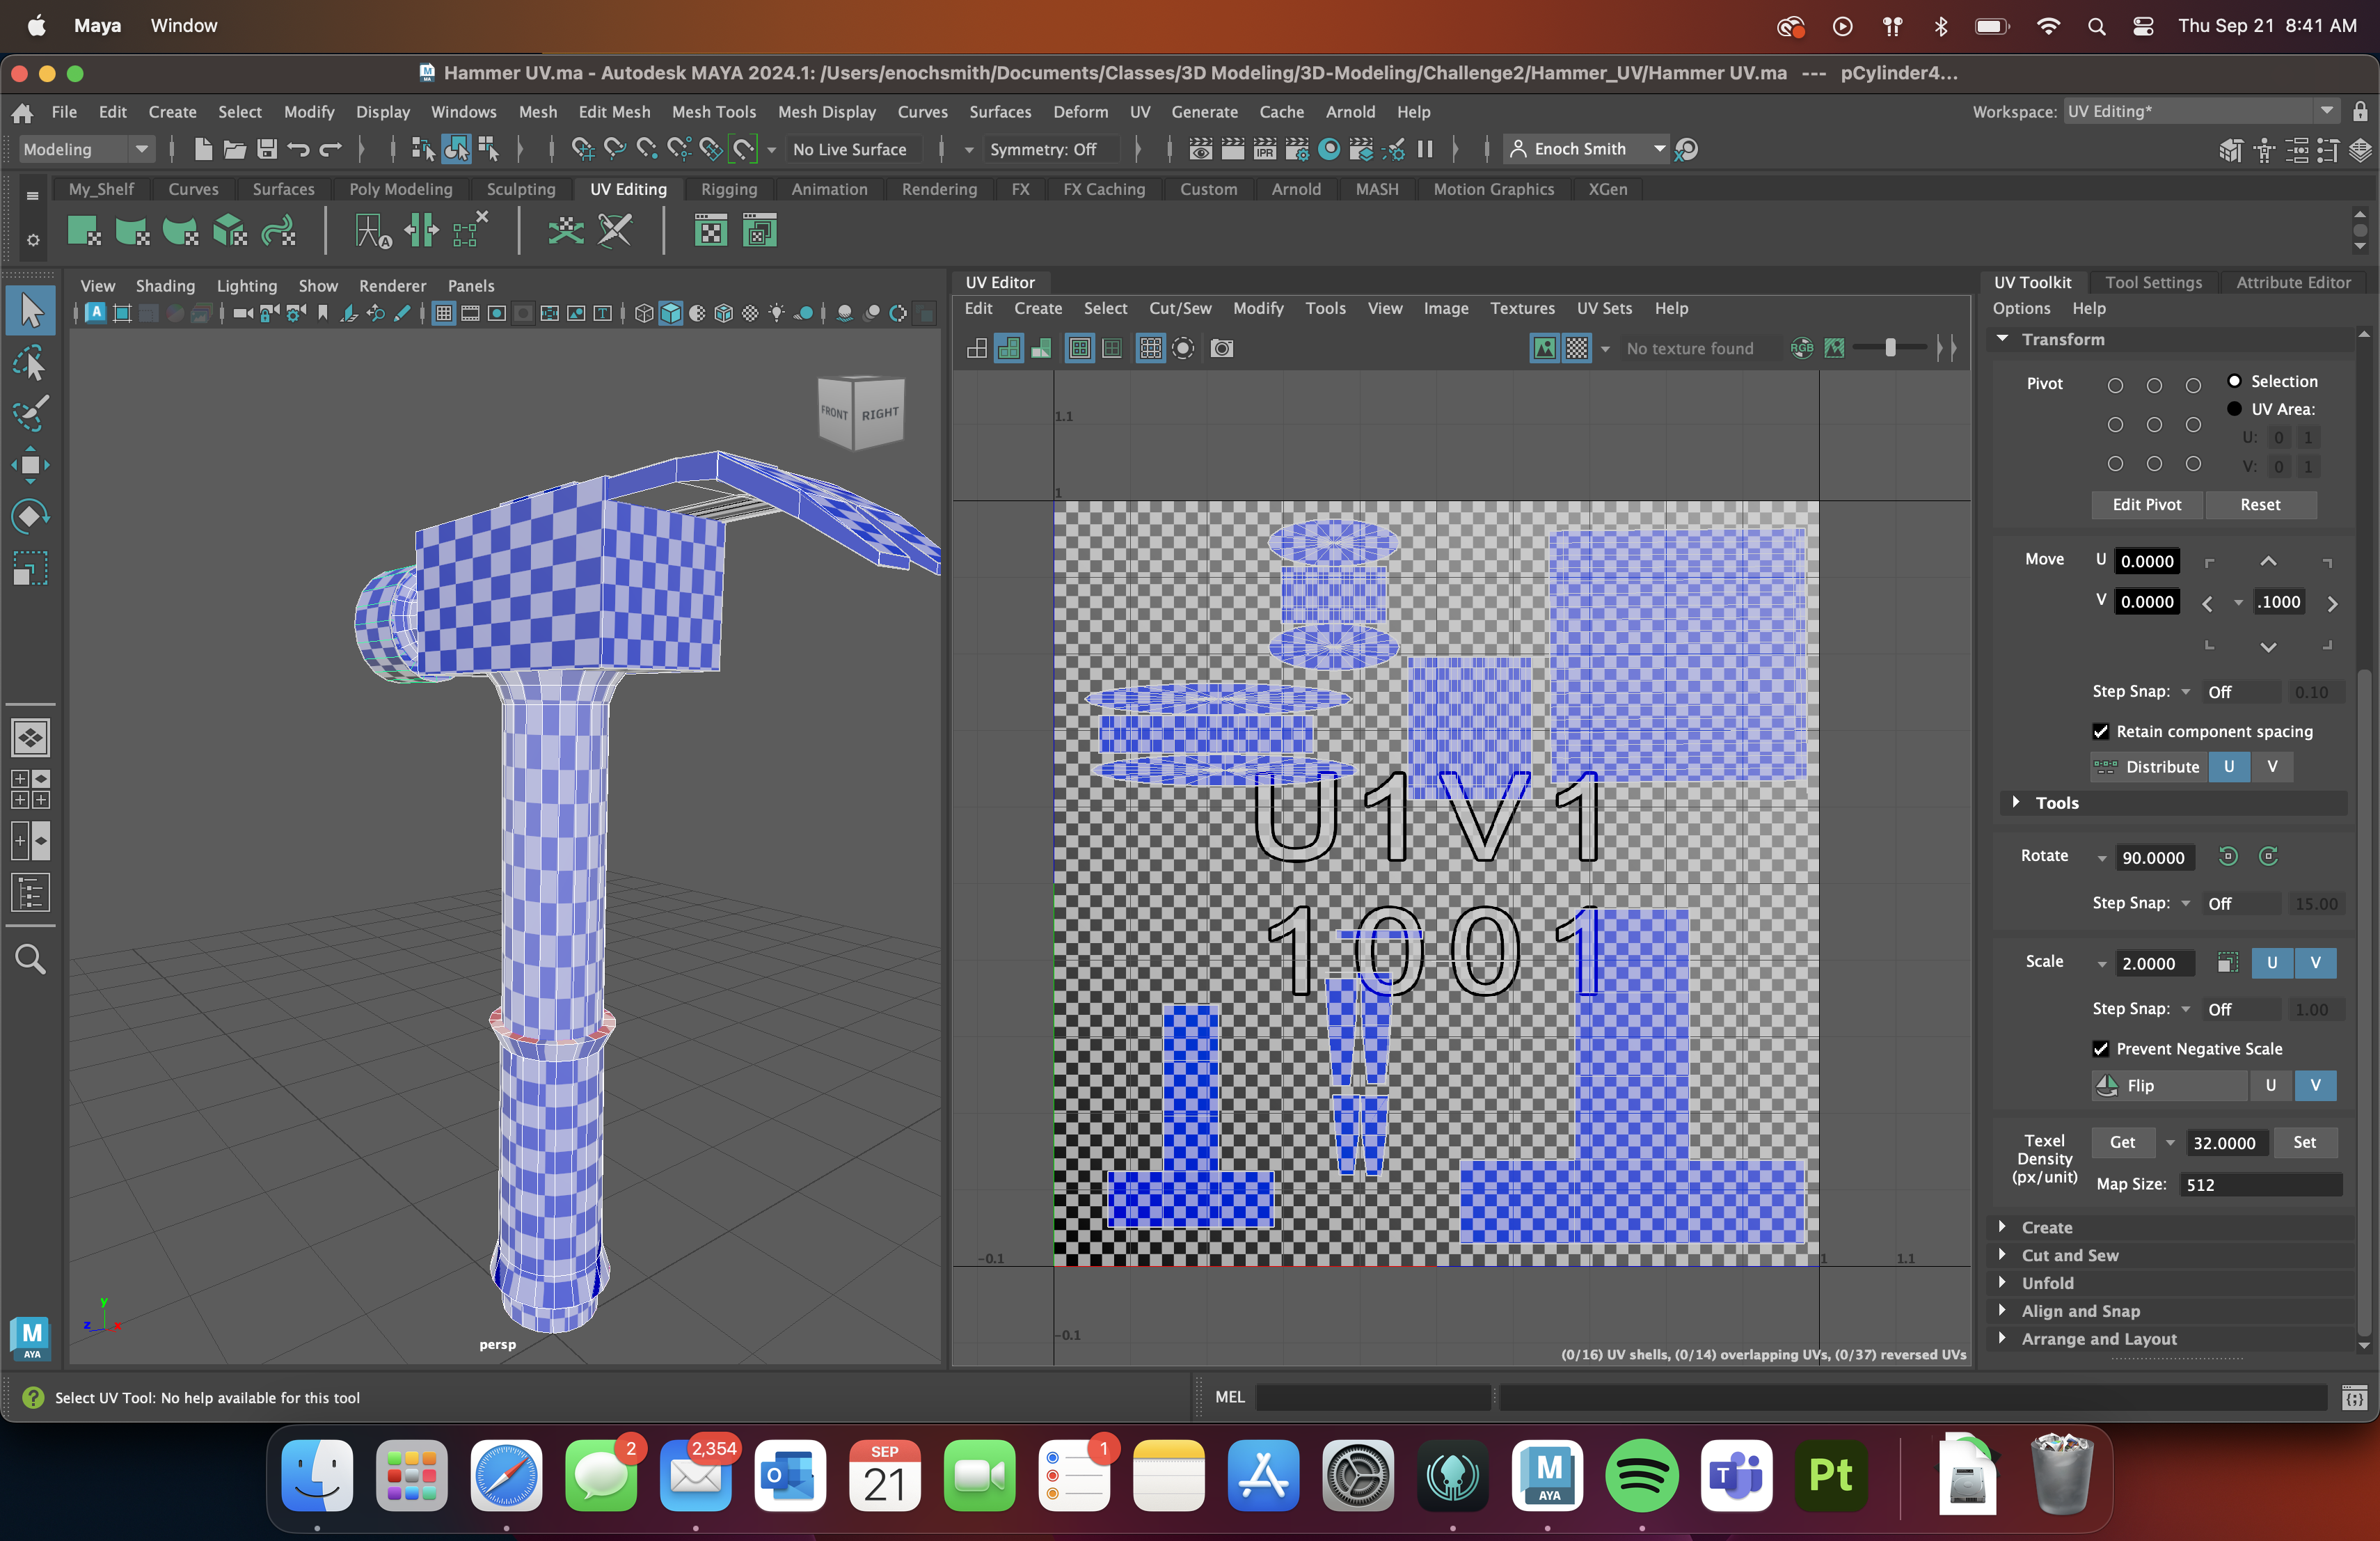 Maya Window Thu Sep 21 8:41 AM
Hammer UV.ma - Autodesk MAYA 2024.1: /Users/enochsmith/Documents/Classes/3D Modeling/3D-Modeling/Challenge2/Hammer_UV/Hammer UV.ma --- pCylinder4...
File Edit Create Select Modify Display Windows Mesh Edit Mesh Mesh Tools Mesh Display Curves Surfaces Deform UV Generate Cache Arnold Help Workspace: UV Editing*
Modeling No Live Surface Symmetry: Off IPR Enoch Smith
My_Shelf Curves Surfaces Poly Modeling Sculpting UV Editing Rigging Animation Rendering FX FX Caching Custom Arnold MASH Motion Graphics XGen
View Shading Lighting Show Renderer Panels
FRONT RIGHT
persp
y
z x
UV Editor
Edit Create Select Cut/Sew Modify Tools View Image Textures UV Sets Help
No texture found RGB
1.1
1
U1V1
1001
-0.1 1 1.1
-0.1
(0/16) UV shells, (0/14) overlapping UVs, (0/37) reversed UVs
UV Toolkit Tool Settings Attribute Editor
Options Help
Transform
Pivot Selection
UV Area:
U: 0 1
V: 0 1
Edit Pivot Reset
Move U 0.0000
V 0.0000 .1000
Step Snap: Off 0.10
Retain component spacing
Distribute U V
Tools
Rotate 90.0000
Step Snap: Off 15.00
Scale 2.0000 U V
Step Snap: Off 1.00
Prevent Negative Scale
Flip U V
Texel Density (px/unit) Get 32.0000 Set
Map Size: 512
Create
Cut and Sew
Unfold
Align and Snap
Arrange and Layout
M
AYA
Select UV Tool: No help available for this tool MEL
2 2,354 SEP 21 1 M AYA Pt